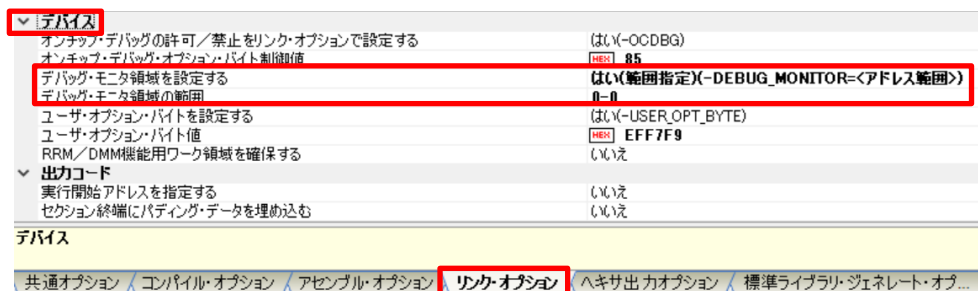 デバイス
オンチップ・デバッグの許可/禁止をリンク・オプションで設定する はい(-OCDBG)
オンチップ・デバッグ・オプション・バイト制御値 HEX 85
デバッグ・モニタ領域を設定する はい(範囲指定)(-DEBUG_MONITOR=<アドレス範囲>)
デバッグ・モニタ領域の範囲 0-0
ユーザ・オプション・バイトを設定する はい(-USER_OPT_BYTE)
ユーザ・オプション・バイト値 HEX EFF7F9
RRM/DMM機能用ワーク領域を確保する いいえ
出力コード
実行開始アドレスを指定する いいえ
セクション終端にパディング・データを埋め込む いいえ
デバイス
共通オプション コンパイル・オプション アセンブル・オプション リンク・オプション ヘキサ出力オプション 標準ライブラリ・ジェネレート・オプ...